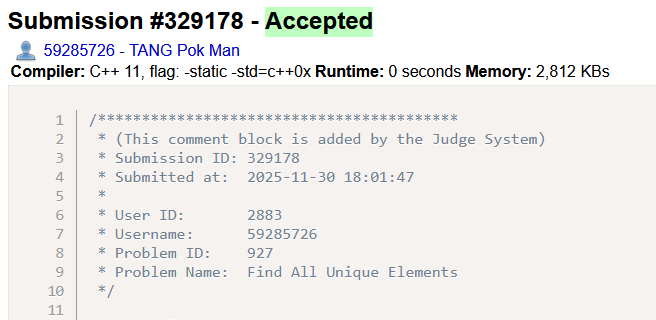 Submission #329178 - Accepted
59285726 - TANG Pok Man
Compiler: C++ 11, flag: -static -std=c++0x Runtime: 0 seconds Memory: 2,812 KBs
1 /*****************************************
2 * (This comment block is added by the Judge System)
3 * Submission ID: 329178
4 * Submitted at:  2025-11-30 18:01:47
5 *
6 * User ID:       2883
7 * Username:      59285726
8 * Problem ID:    927
9 * Problem Name:  Find All Unique Elements
10 */
11